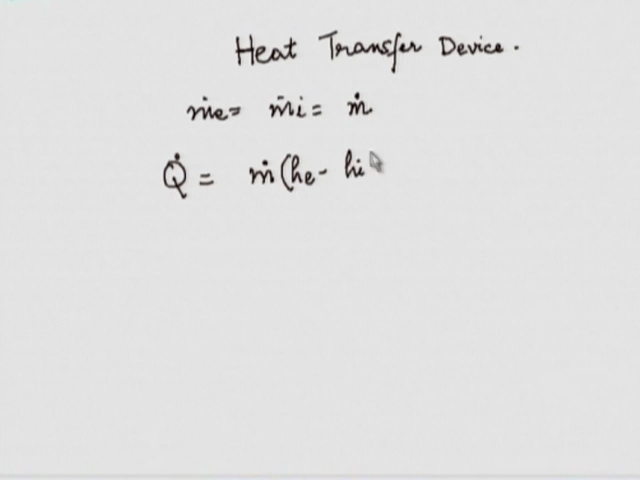 Heat Transfer Device.
ṁe = ṁi = ṁ
Q̇ = ṁ(he - hi